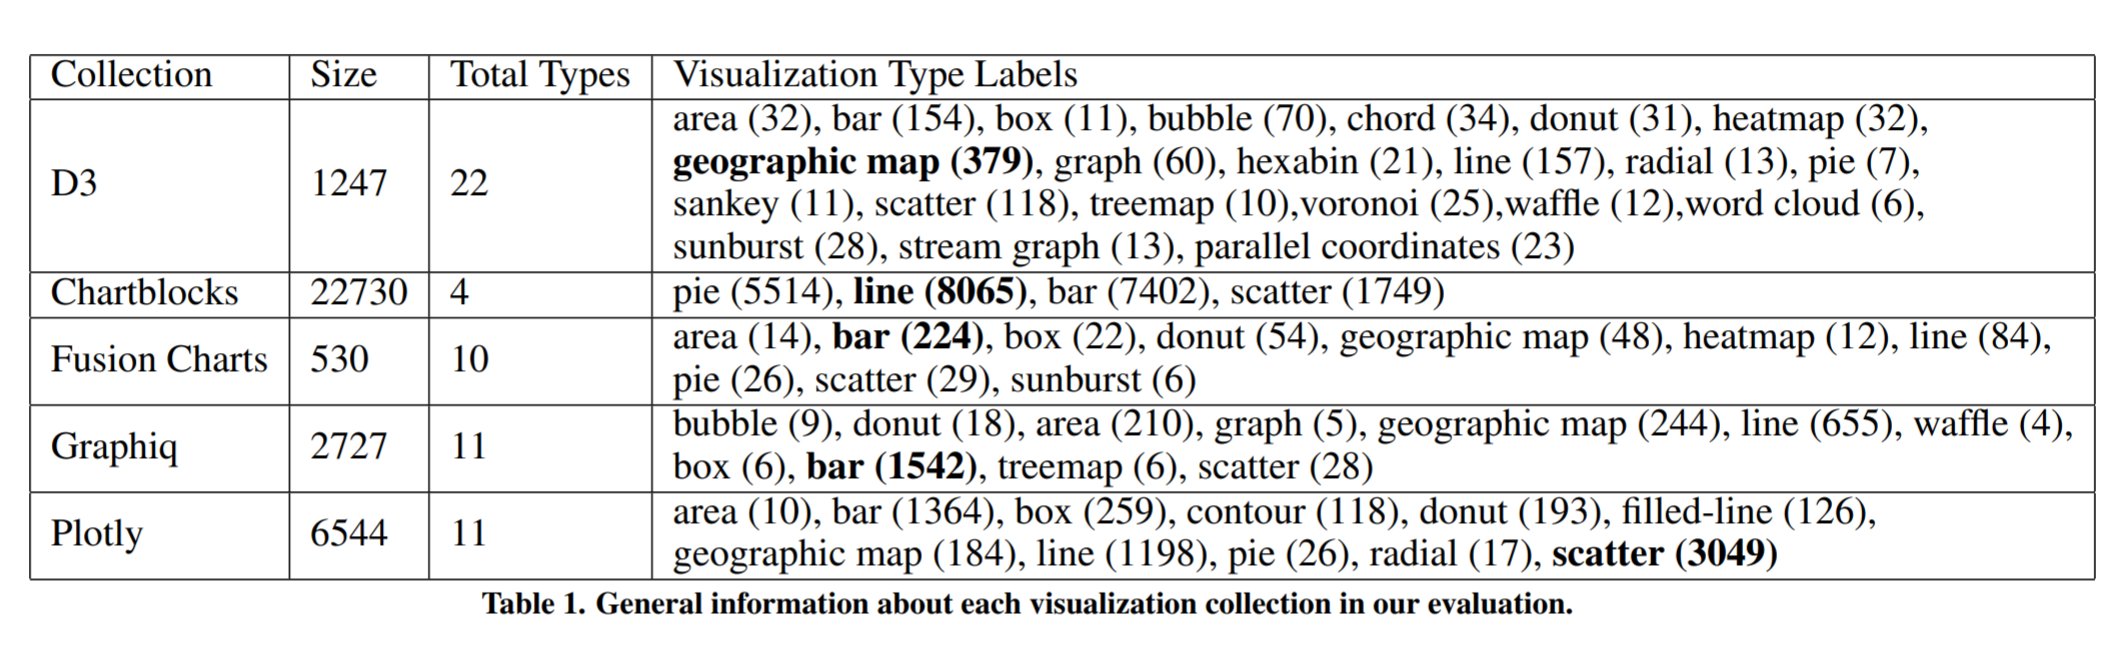 Collection Size Total Types Visualization Type Labels
D3 1247 22 area (32), bar (154), box (11), bubble (70), chord (34), donut (31), heatmap (32),
geographic map (379), graph (60), hexabin (21), line (157), radial (13), pie (7),
sankey (11), scatter (118), treemap (10),voronoi (25),waffle (12),word cloud (6),
sunburst (28), stream graph (13), parallel coordinates (23)
Chartblocks 22730 4 pie (5514), line (8065), bar (7402), scatter (1749)
Fusion Charts 530 10 area (14), bar (224), box (22), donut (54), geographic map (48), heatmap (12), line (84),
pie (26), scatter (29), sunburst (6)
Graphiq 2727 11 bubble (9), donut (18), area (210), graph (5), geographic map (244), line (655), waffle (4),
box (6), bar (1542), treemap (6), scatter (28)
Plotly 6544 11 area (10), bar (1364), box (259), contour (118), donut (193), filled-line (126),
geographic map (184), line (1198), pie (26), radial (17), scatter (3049)
Table 1. General information about each visualization collection in our evaluation.